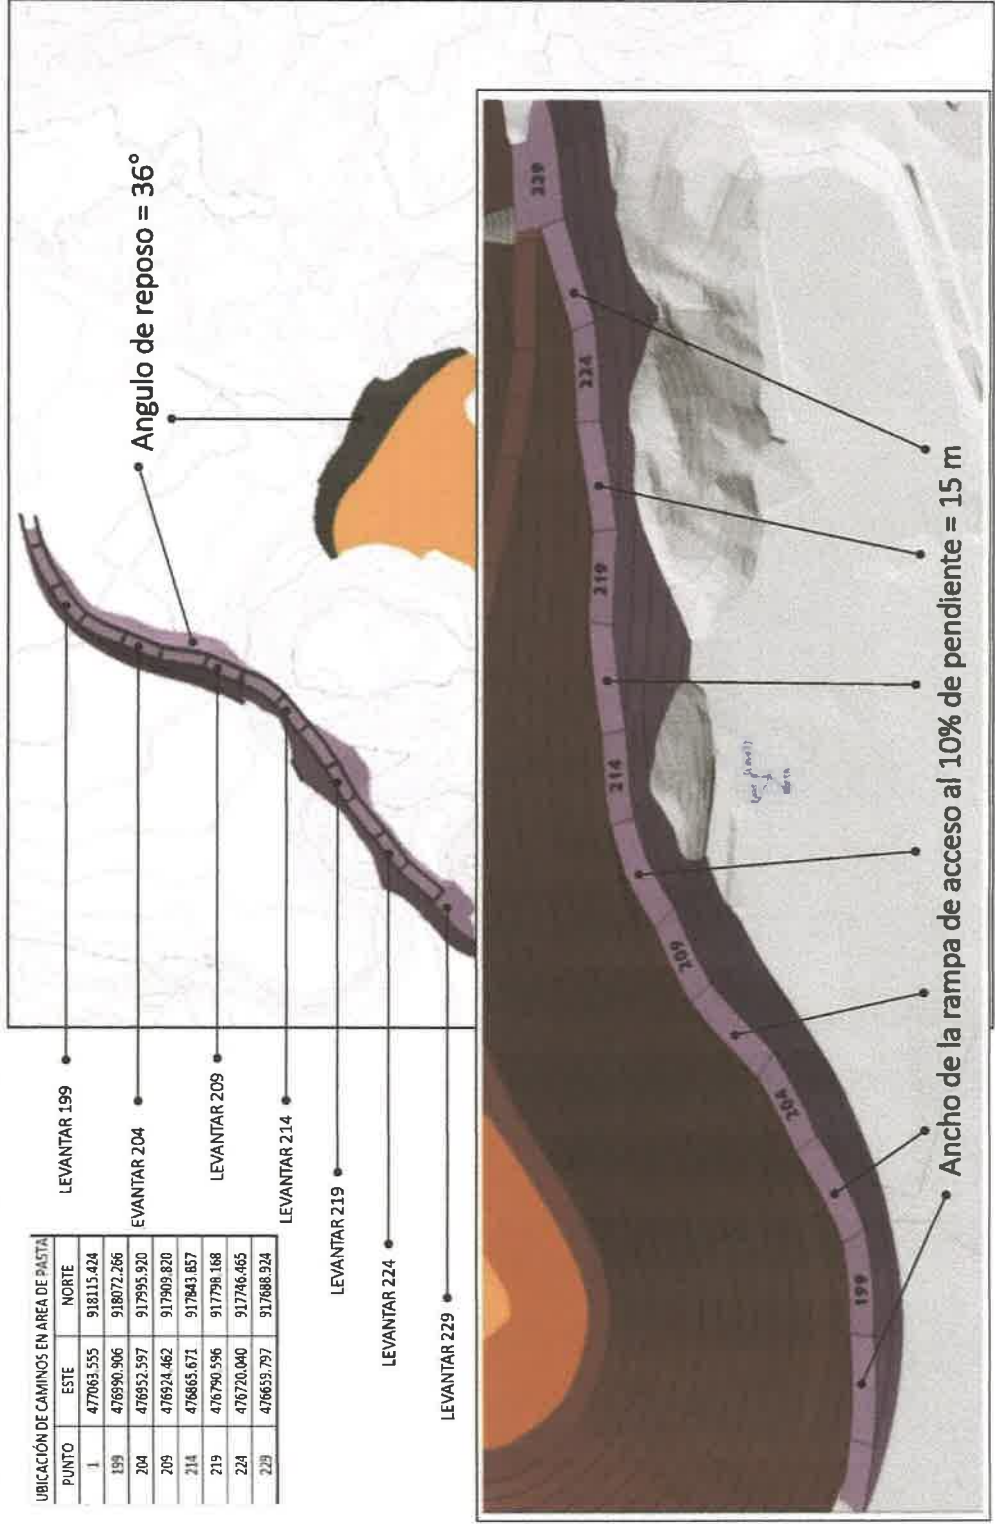 UBICACIÓN DE CAMINOS EN AREA DE PASTA
PUNTO ESTE NORTE
1 477063.555 918115.424
199 476990.906 918072.266
204 476952.597 917995.920
209 476924.462 917909.820
214 476865.671 917843.857
219 476790.596 917798.168
224 476720.040 917746.465
229 476659.797 917688.924
LEVANTAR 199
EVANTAR 204
LEVANTAR 209
LEVANTAR 214
LEVANTAR 219
LEVANTAR 224
LEVANTAR 229
Angulo de reposo = 36°
199
204
209
214
219
224
229
Ancho de la rampa de acceso al 10% de pendiente = 15 m